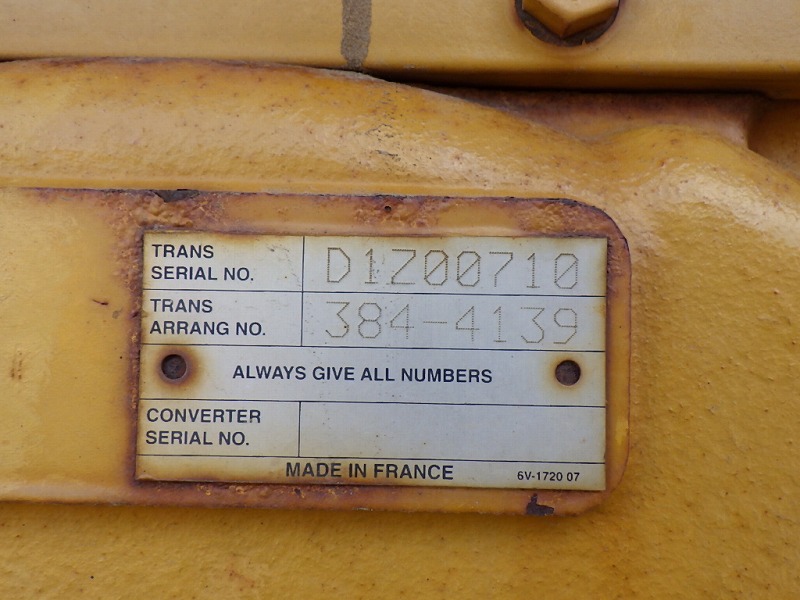 TRANS
SERIAL NO.
D1Z00710
TRANS
ARRANG NO.
384-4139
ALWAYS GIVE ALL NUMBERS
CONVERTER
SERIAL NO.
MADE IN FRANCE
6V-1720 07